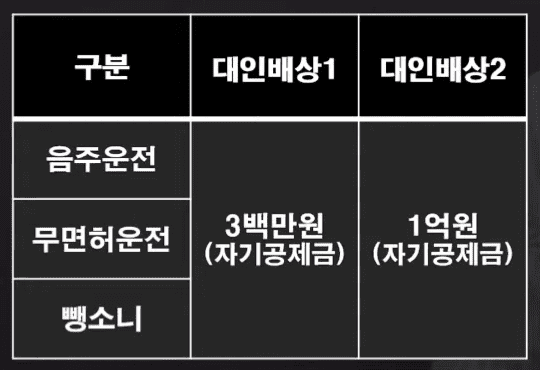 구분 대인배상1 대인배상2
음주운전
무면허운전
뺑소니
3백만원
(자기공제금)
1억원
(자기공제금)